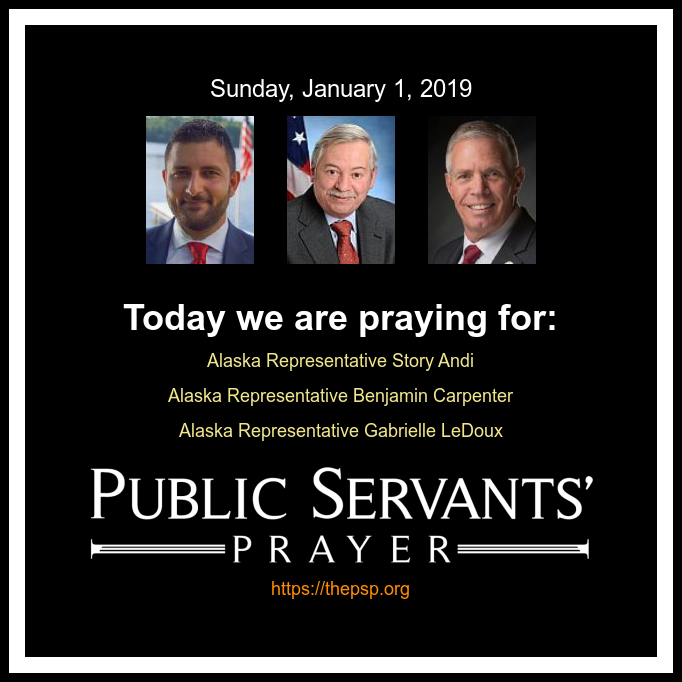 Sunday, January 1, 2019
Today we are praying for:
Alaska Representative Story Andi
Alaska Representative Benjamin Carpenter
Alaska Representative Gabrielle LeDoux
PUBLIC SERVANTS’
PRAYER
https://thepsp.org